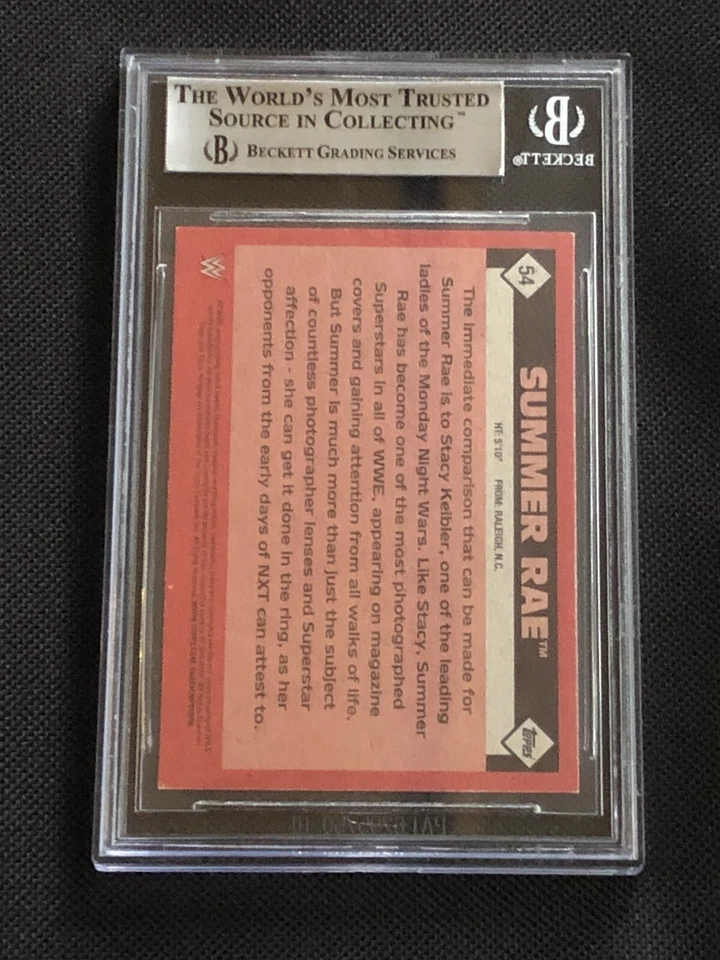 THE WORLD'S MOST TRUSTED
SOURCE IN COLLECTING™
BECKETT GRADING SERVICES
B
BECKETT®
54
SUMMER RAE™
Topps
HT: 5'10" FROM: RALEIGH, N.C.
The immediate comparison that can be made for
Summer Rae is to Stacy Keibler, one of the leading
ladies of the Monday Night Wars. Like Stacy, Summer
Rae has become one of the most photographed
Superstars in all of WWE, appearing on magazine
covers and gaining attention from all walks of life.
But Summer is much more than just the subject
of countless photographer lenses and Superstar
affection - she can get it done in the ring, as her
opponents from the early days of NXT can attest to.